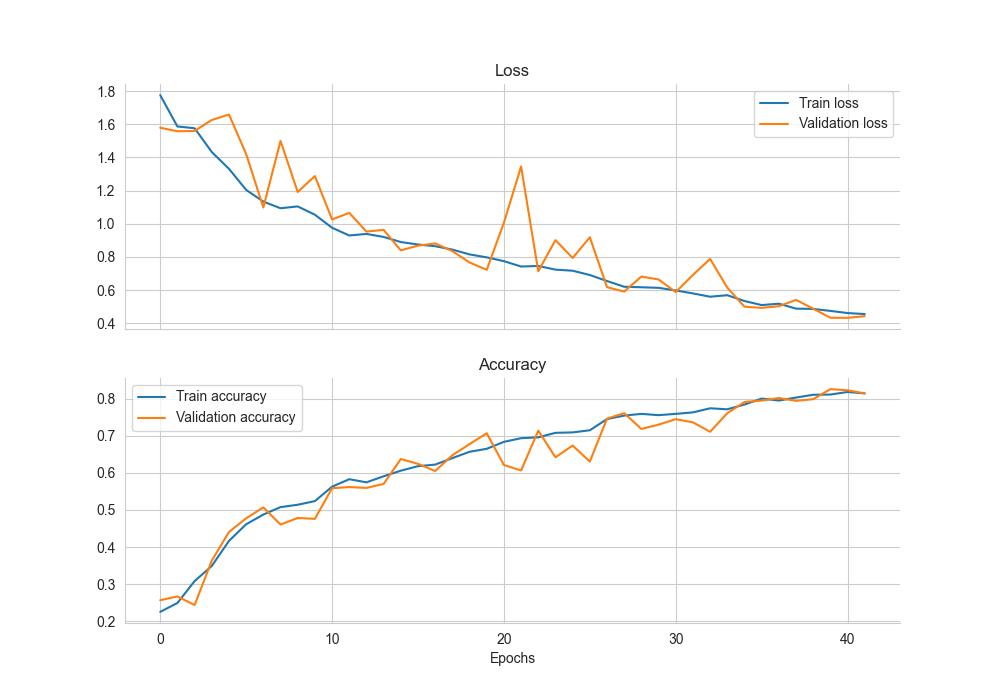 Loss
1.8
1.6
1.4
1.2
1.0
0.8
0.6
0.4
Train loss
Validation loss
Accuracy
0.8
0.7
0.6
0.5
0.4
0.3
0.2
Train accuracy
Validation accuracy
0 10 20 30 40
Epochs